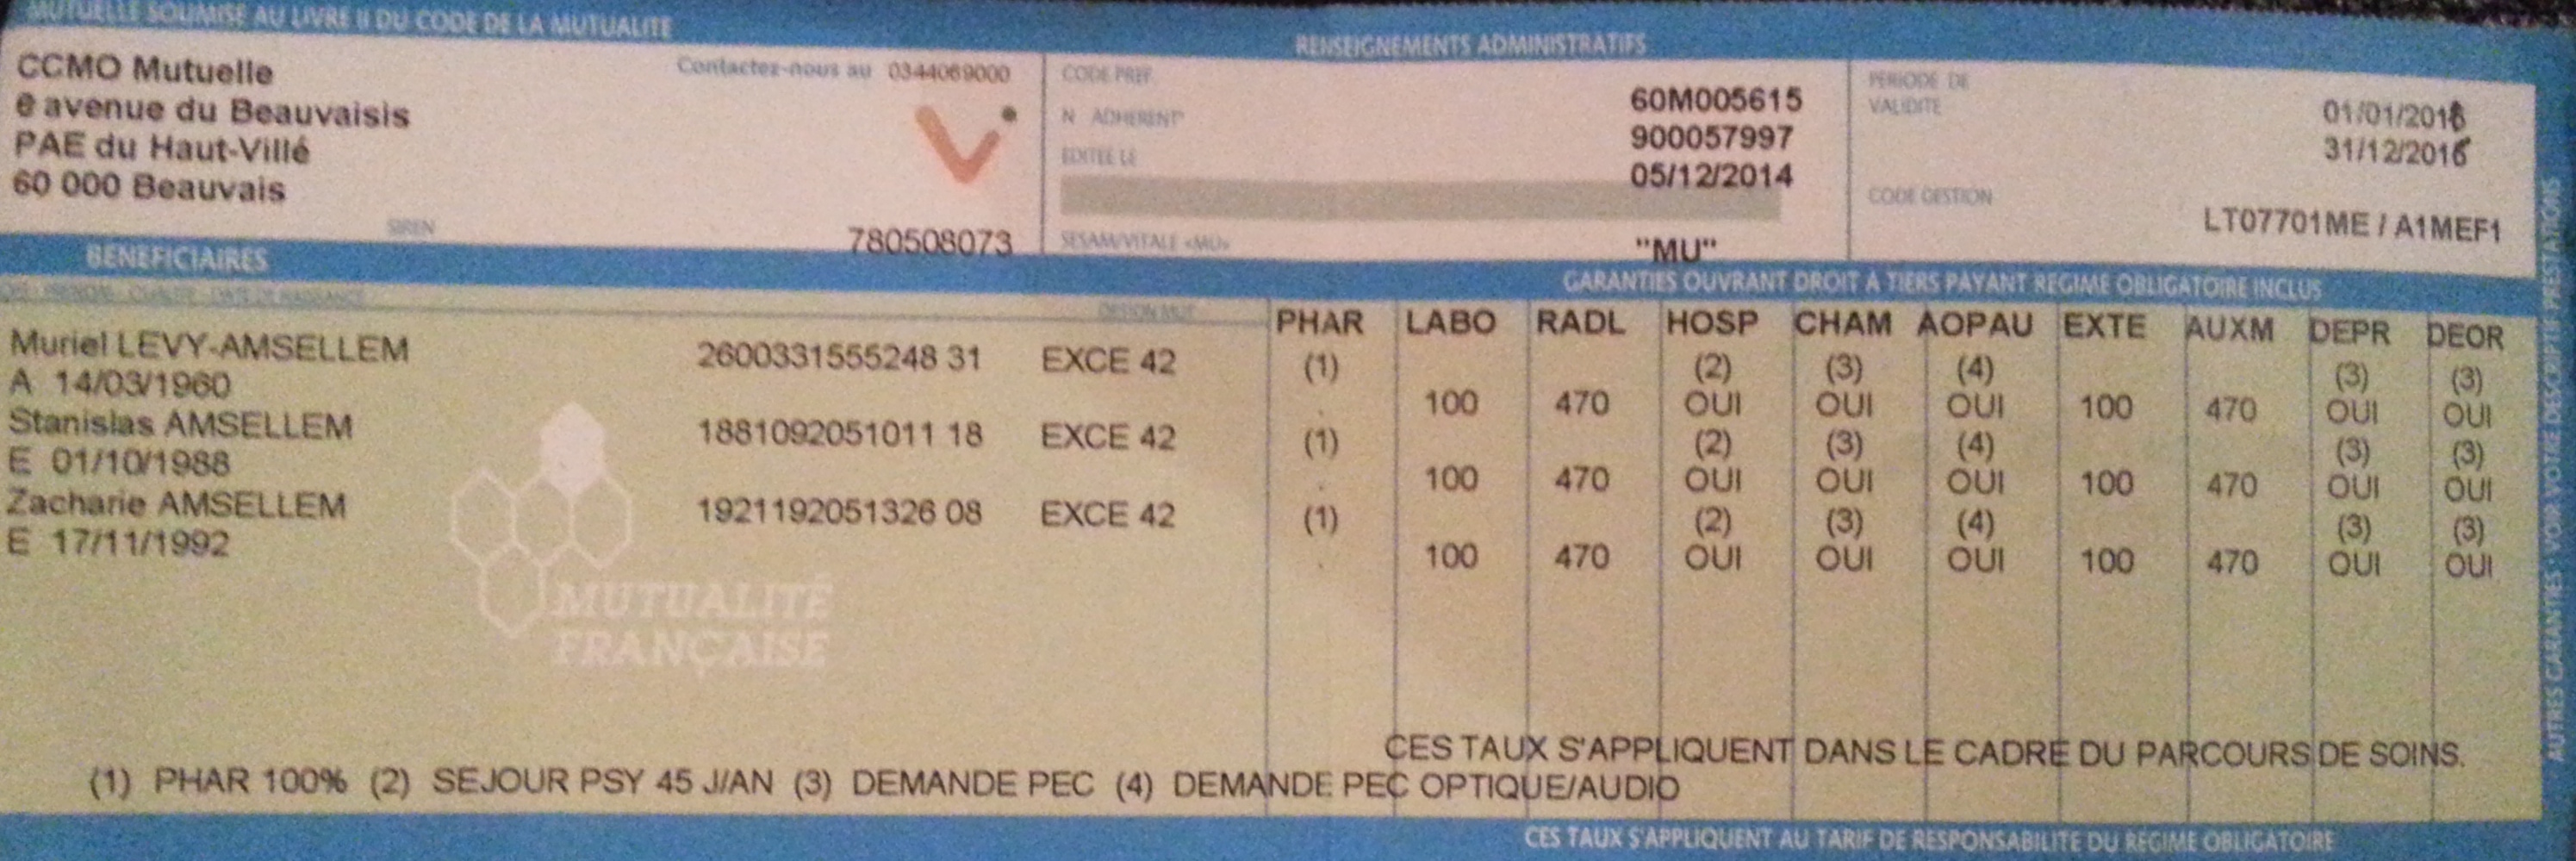 MUTUELLE SOUMISE AU LIVRE II DU CODE DE LA MUTUALITE
CCMO Mutuelle
6 avenue du Beauvaisis
PAE du Haut-Villé
60 000 Beauvais
Contactez-nous au 0344069000
SIREN
780508073
RENSEIGNEMENTS ADMINISTRATIFS
CODE PREF. 60M005615
N ADHERENT 900057997
EDITEE LE 05/12/2014
SESAM/VITALE «MU» "MU"
PERIODE DE
VALIDITE
01/01/2016
31/12/2016
CODE GESTION
LT07701ME / A1MEF1
BENEFICIAIRES
GARANTIES OUVRANT DROIT A TIERS PAYANT REGIME OBLIGATOIRE INCLUS
PRENOM - QUALITE - DATE DE NAISSANCE OPTION MUT
PHAR LABO RADL HOSP CHAM AOPAU EXTE AUXM DEPR DEOR
Muriel LEVY-AMSELLEM 2600331555248 31 EXCE 42 (1) (2) (3) (4) (3) (3)
A 14/03/1960 . 100 470 OUI OUI OUI 100 470 OUI OUI
Stanislas AMSELLEM 1881092051011 18 EXCE 42 (1) (2) (3) (4) (3) (3)
E 01/10/1988 . 100 470 OUI OUI OUI 100 470 OUI OUI
Zacharie AMSELLEM 1921192051326 08 EXCE 42 (1) (2) (3) (4) (3) (3)
E 17/11/1992 . 100 470 OUI OUI OUI 100 470 OUI OUI
MUTUALITÉ
FRANÇAISE
CES TAUX S'APPLIQUENT DANS LE CADRE DU PARCOURS DE SOINS.
(1) PHAR 100% (2) SEJOUR PSY 45 J/AN (3) DEMANDE PEC (4) DEMANDE PEC OPTIQUE/AUDIO
CES TAUX S'APPLIQUENT AU TARIF DE RESPONSABILITE DU REGIME OBLIGATOIRE
AUTRES GARANTIES : VOIR VOTRE DESCRIPTIF PRESTATIONS